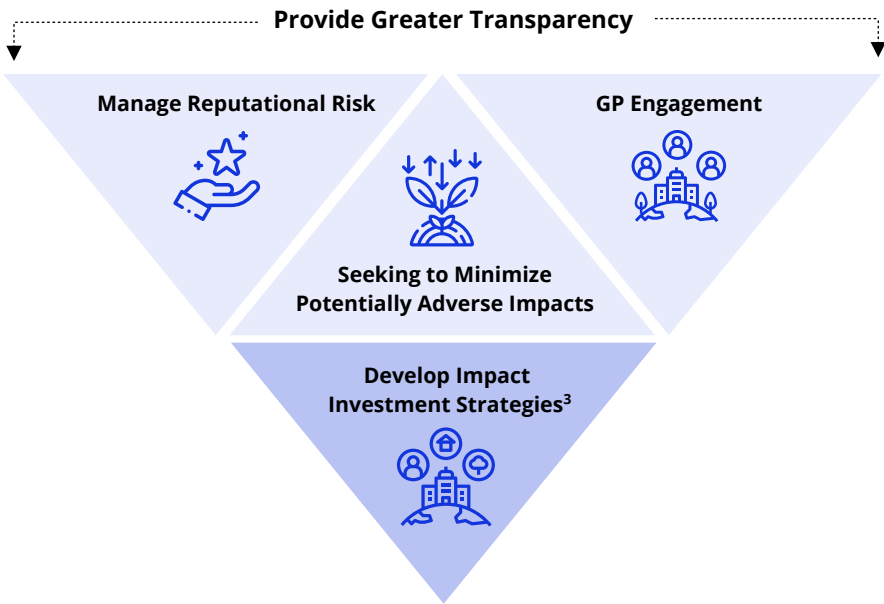 Provide Greater Transparency
Manage Reputational Risk
GP Engagement
Seeking to Minimize
Potentially Adverse Impacts
Develop Impact
Investment Strategies³